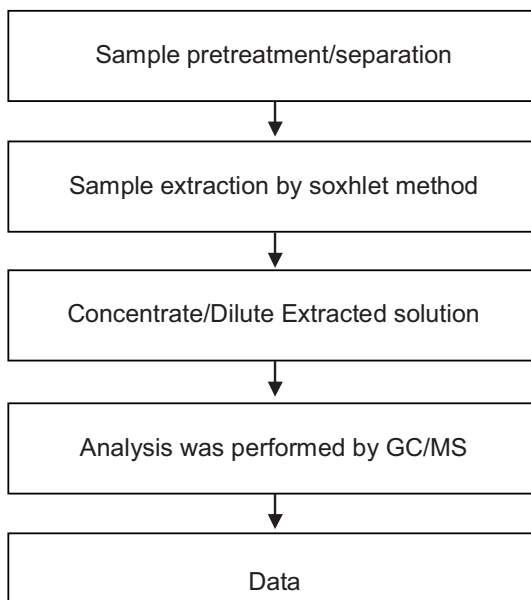 Sample pretreatment/separation
Sample extraction by soxhlet method
Concentrate/Dilute Extracted solution
Analysis was performed by GC/MS
Data